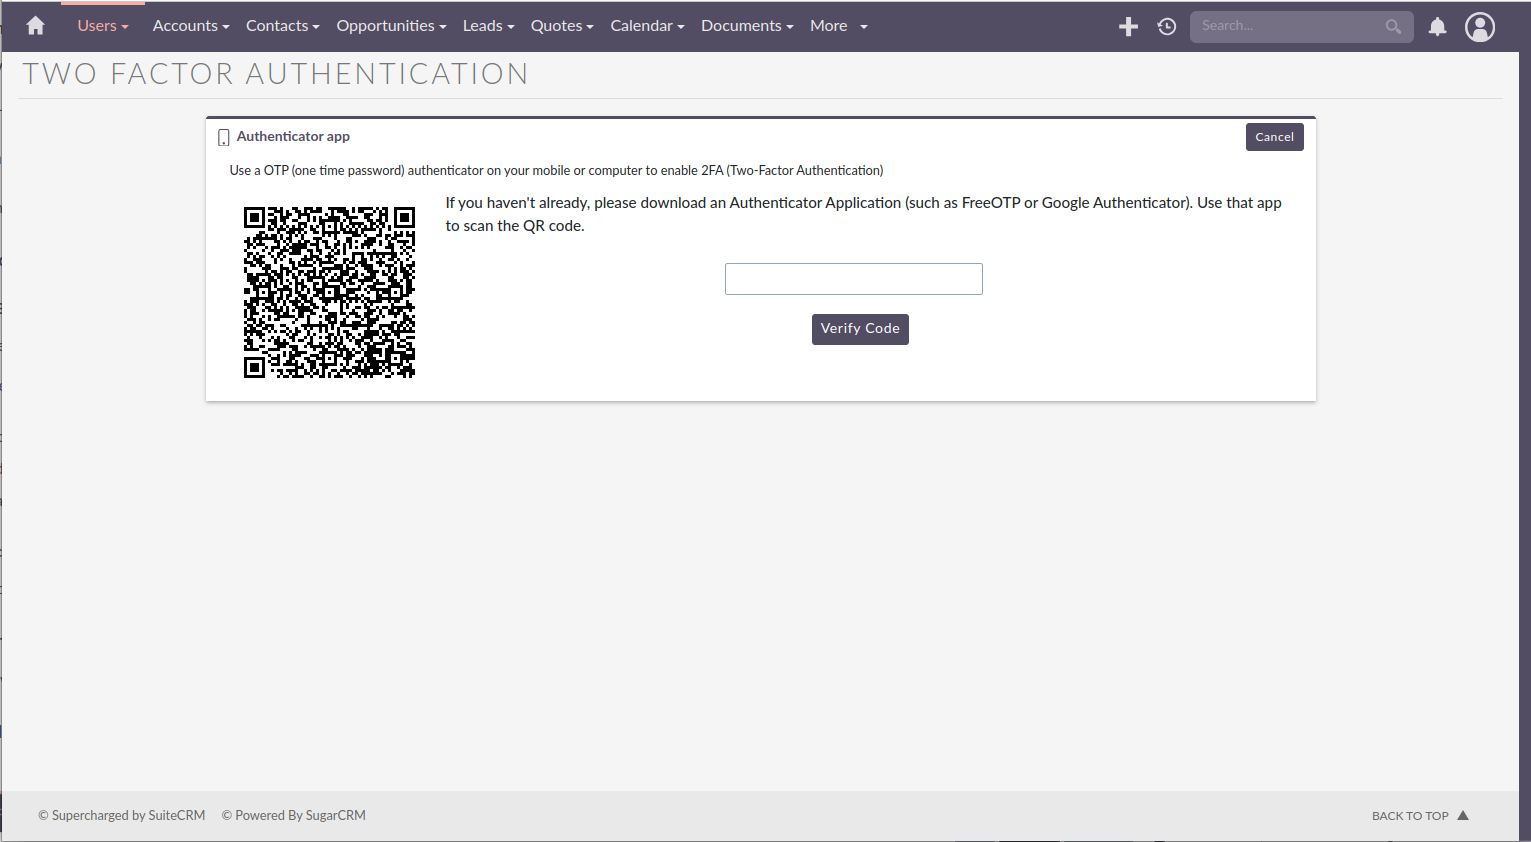 Users Accounts Contacts Opportunities Leads Quotes Calendar Documents More Search...
TWO FACTOR AUTHENTICATION
Authenticator app Cancel
Use a OTP (one time password) authenticator on your mobile or computer to enable 2FA (Two-Factor Authentication)
If you haven't already, please download an Authenticator Application (such as FreeOTP or Google Authenticator). Use that app
to scan the QR code.
Verify Code
© Supercharged by SuiteCRM © Powered By SugarCRM BACK TO TOP